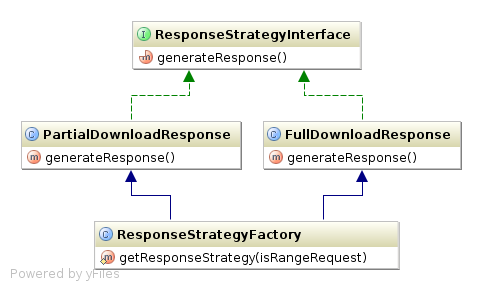 I ResponseStrategyInterface
m generateResponse()
C PartialDownloadResponse
m generateResponse()
C FullDownloadResponse
m generateResponse()
C ResponseStrategyFactory
m getResponseStrategy(isRangeRequest)
Powered by yFiles